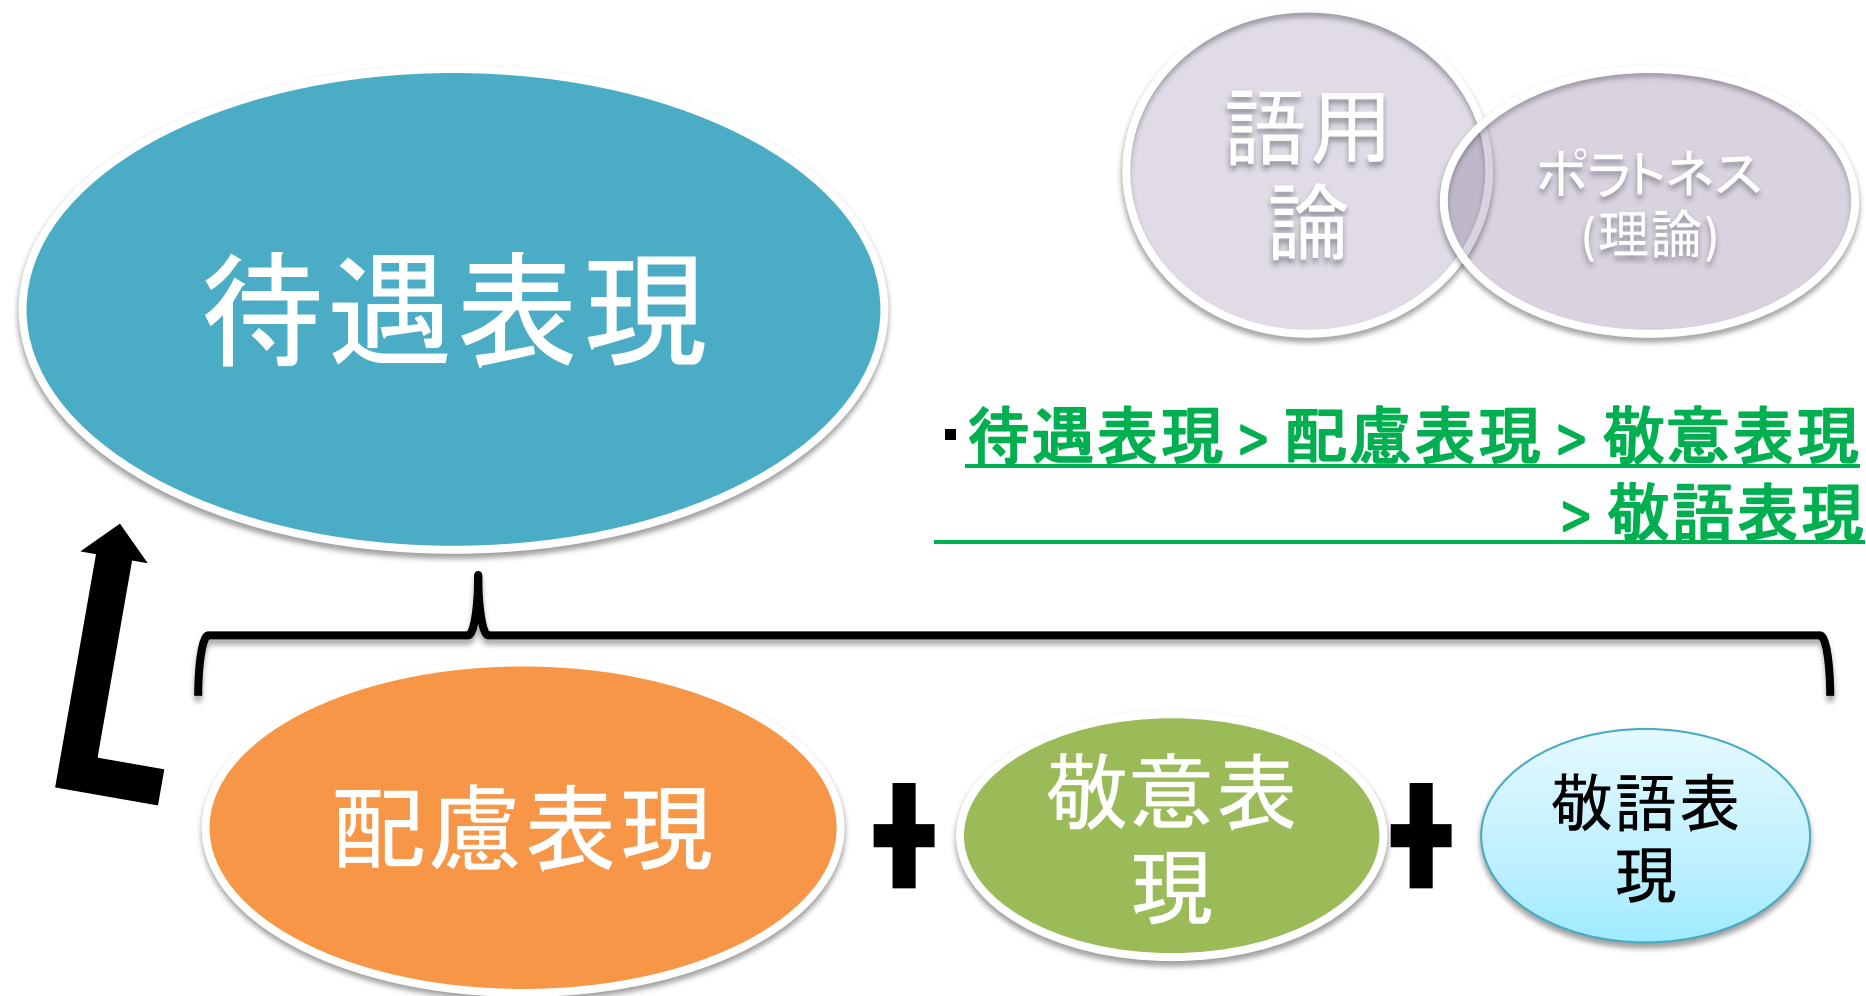 待遇表現
語用
論
ポラトネス
(理論)
▪待遇表現 > 配慮表現 > 敬意表現
> 敬語表現
配慮表現
敬意表
現
敬語表
現